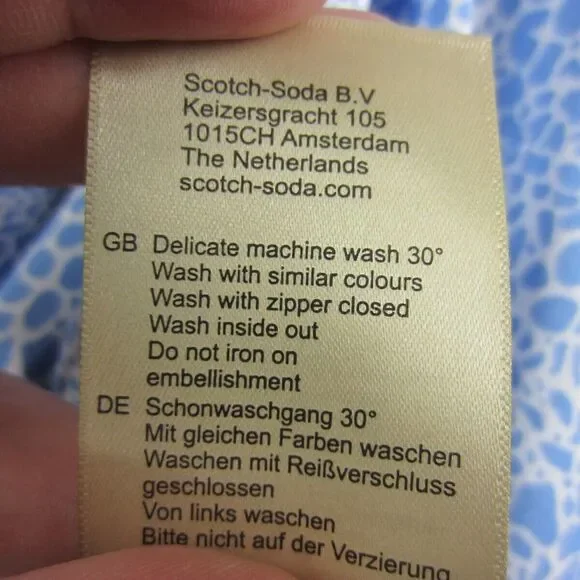 Scotch-Soda B.V
Keizersgracht 105
1015CH Amsterdam
The Netherlands
scotch-soda.com
GB Delicate machine wash 30°
Wash with similar colours
Wash with zipper closed
Wash inside out
Do not iron on
embellishment
DE Schonwaschgang 30°
Mit gleichen Farben waschen
Waschen mit Reißverschluss
geschlossen
Von links waschen
Bitte nicht auf der Verzierung